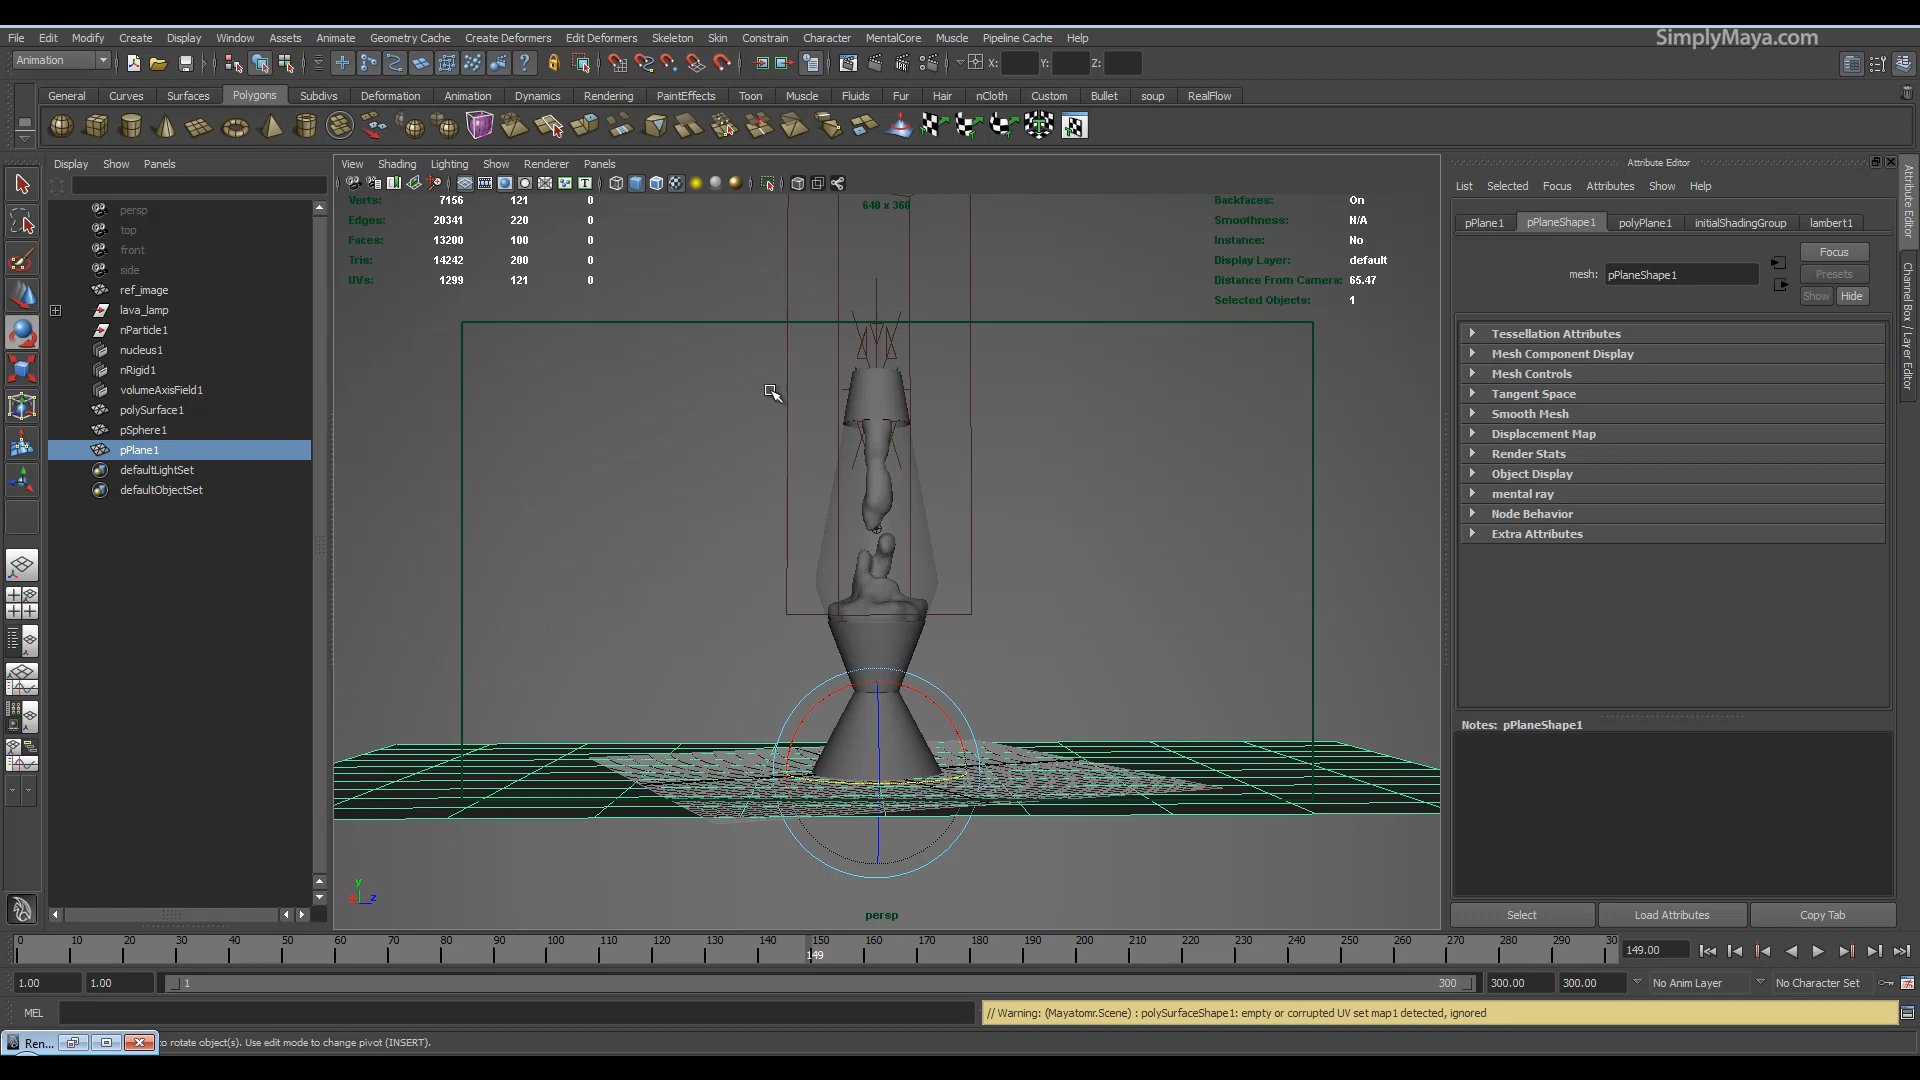 File Edit Modify Create Display Window Assets Animate Geometry Cache Create Deformers Edit Deformers Skeleton Skin Constrain Character MentalCore Muscle Pipeline Cache Help
SimplyMaya.com
Animation X: Y: Z:
General Curves Surfaces Polygons Subdivs Deformation Animation Dynamics Rendering PaintEffects Toon Muscle Fluids Fur Hair nCloth Custom Bullet soup RealFlow
Display Show Panels
persp
top
front
side
ref_image
lava_lamp
nParticle1
nucleus1
nRigid1
volumeAxisField1
polySurface1
pSphere1
pPlane1
defaultLightSet
defaultObjectSet
View Shading Lighting Show Renderer Panels
Verts: 7156 121 0
Edges: 20341 220 0
Faces: 13200 100 0
Tris: 14242 200 0
UVs: 1299 121 0
640 x 360
Backfaces: On
Smoothness: N/A
Instance: No
Display Layer: default
Distance From Camera: 65.47
Selected Objects: 1
y
z
persp
Attribute Editor
List Selected Focus Attributes Show Help
pPlane1 pPlaneShape1 polyPlane1 initialShadingGroup lambert1
mesh: pPlaneShape1
Focus
Presets
Show Hide
Tessellation Attributes
Mesh Component Display
Mesh Controls
Tangent Space
Smooth Mesh
Displacement Map
Render Stats
Object Display
mental ray
Node Behavior
Extra Attributes
Notes: pPlaneShape1
Select Load Attributes Copy Tab
Attribute Editor
Channel Box / Layer Editor
0 10 20 30 40 50 60 70 80 90 100 110 120 130 140 150 160 170 180 190 200 210 220 230 240 250 260 270 280 290 30
149
149.00
1.00 1.00 1 300 300.00 300.00 No Anim Layer No Character Set
MEL
// Warning: (Mayatomr.Scene) : polySurfaceShape1: empty or corrupted UV set map1 detected, ignored
Ren...
to rotate object(s). Use edit mode to change pivot (INSERT).